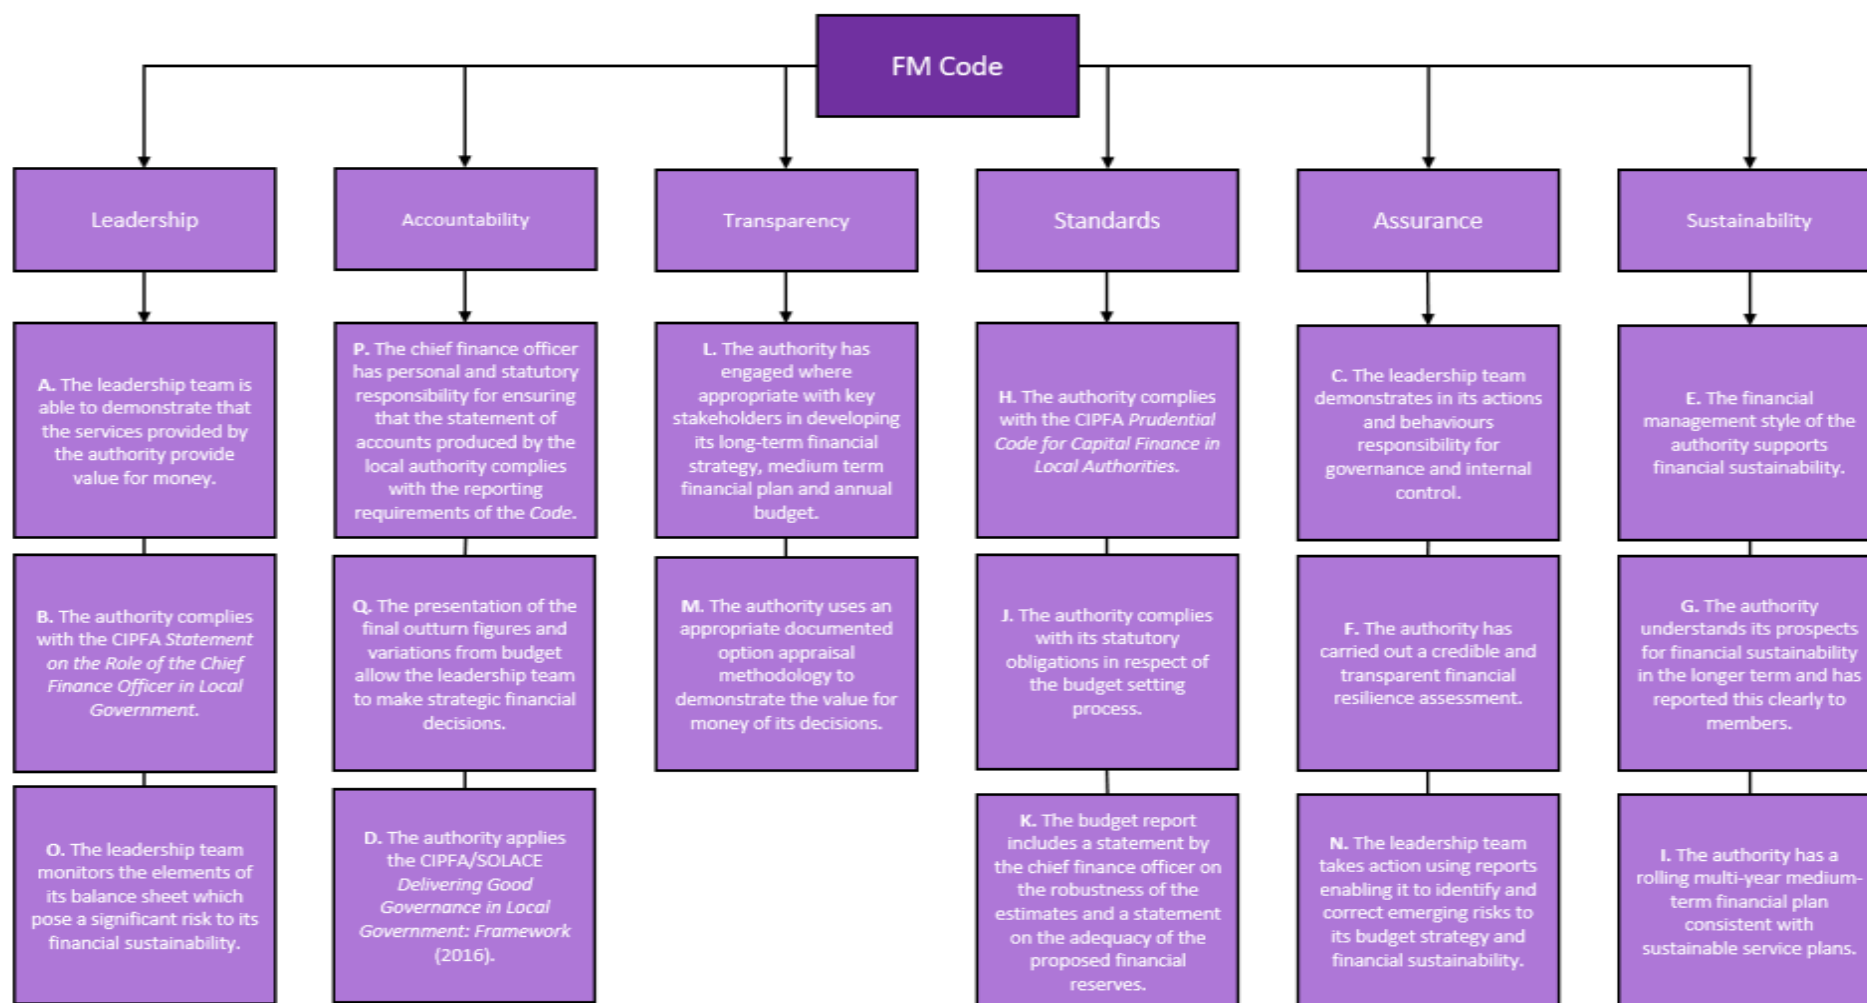 FM Code
Leadership
Accountability
Transparency
Standards
Assurance
Sustainability
A. The leadership team is
able to demonstrate that
the services provided by
the authority provide
value for money.
B. The authority complies
with the CIPFA Statement
on the Role of the Chief
Finance Officer in Local
Government.
O. The leadership team
monitors the elements of
its balance sheet which
pose a significant risk to its
financial sustainability.
P. The chief finance officer
has personal and statutory
responsibility for ensuring
that the statement of
accounts produced by the
local authority complies
with the reporting
requirements of the Code.
Q. The presentation of the
final outturn figures and
variations from budget
allow the leadership team
to make strategic financial
decisions.
D. The authority applies
the CIPFA/SOLACE
Delivering Good
Governance in Local
Government: Framework
(2016).
L. The authority has
engaged where
appropriate with key
stakeholders in developing
its long-term financial
strategy, medium term
financial plan and annual
budget.
M. The authority uses an
appropriate documented
option appraisal
methodology to
demonstrate the value for
money of its decisions.
H. The authority complies
with the CIPFA Prudential
Code for Capital Finance in
Local Authorities.
J. The authority complies
with its statutory
obligations in respect of
the budget setting
process.
K. The budget report
includes a statement by
the chief finance officer on
the robustness of the
estimates and a statement
on the adequacy of the
proposed financial
reserves.
C. The leadership team
demonstrates in its actions
and behaviours
responsibility for
governance and internal
control.
F. The authority has
carried out a credible and
transparent financial
resilience assessment.
N. The leadership team
takes action using reports
enabling it to identify and
correct emerging risks to
its budget strategy and
financial sustainability.
E. The financial
management style of the
authority supports
financial sustainability.
G. The authority
understands its prospects
for financial sustainability
in the longer term and has
reported this clearly to
members.
I. The authority has a
rolling multi-year medium-
term financial plan
consistent with
sustainable service plans.